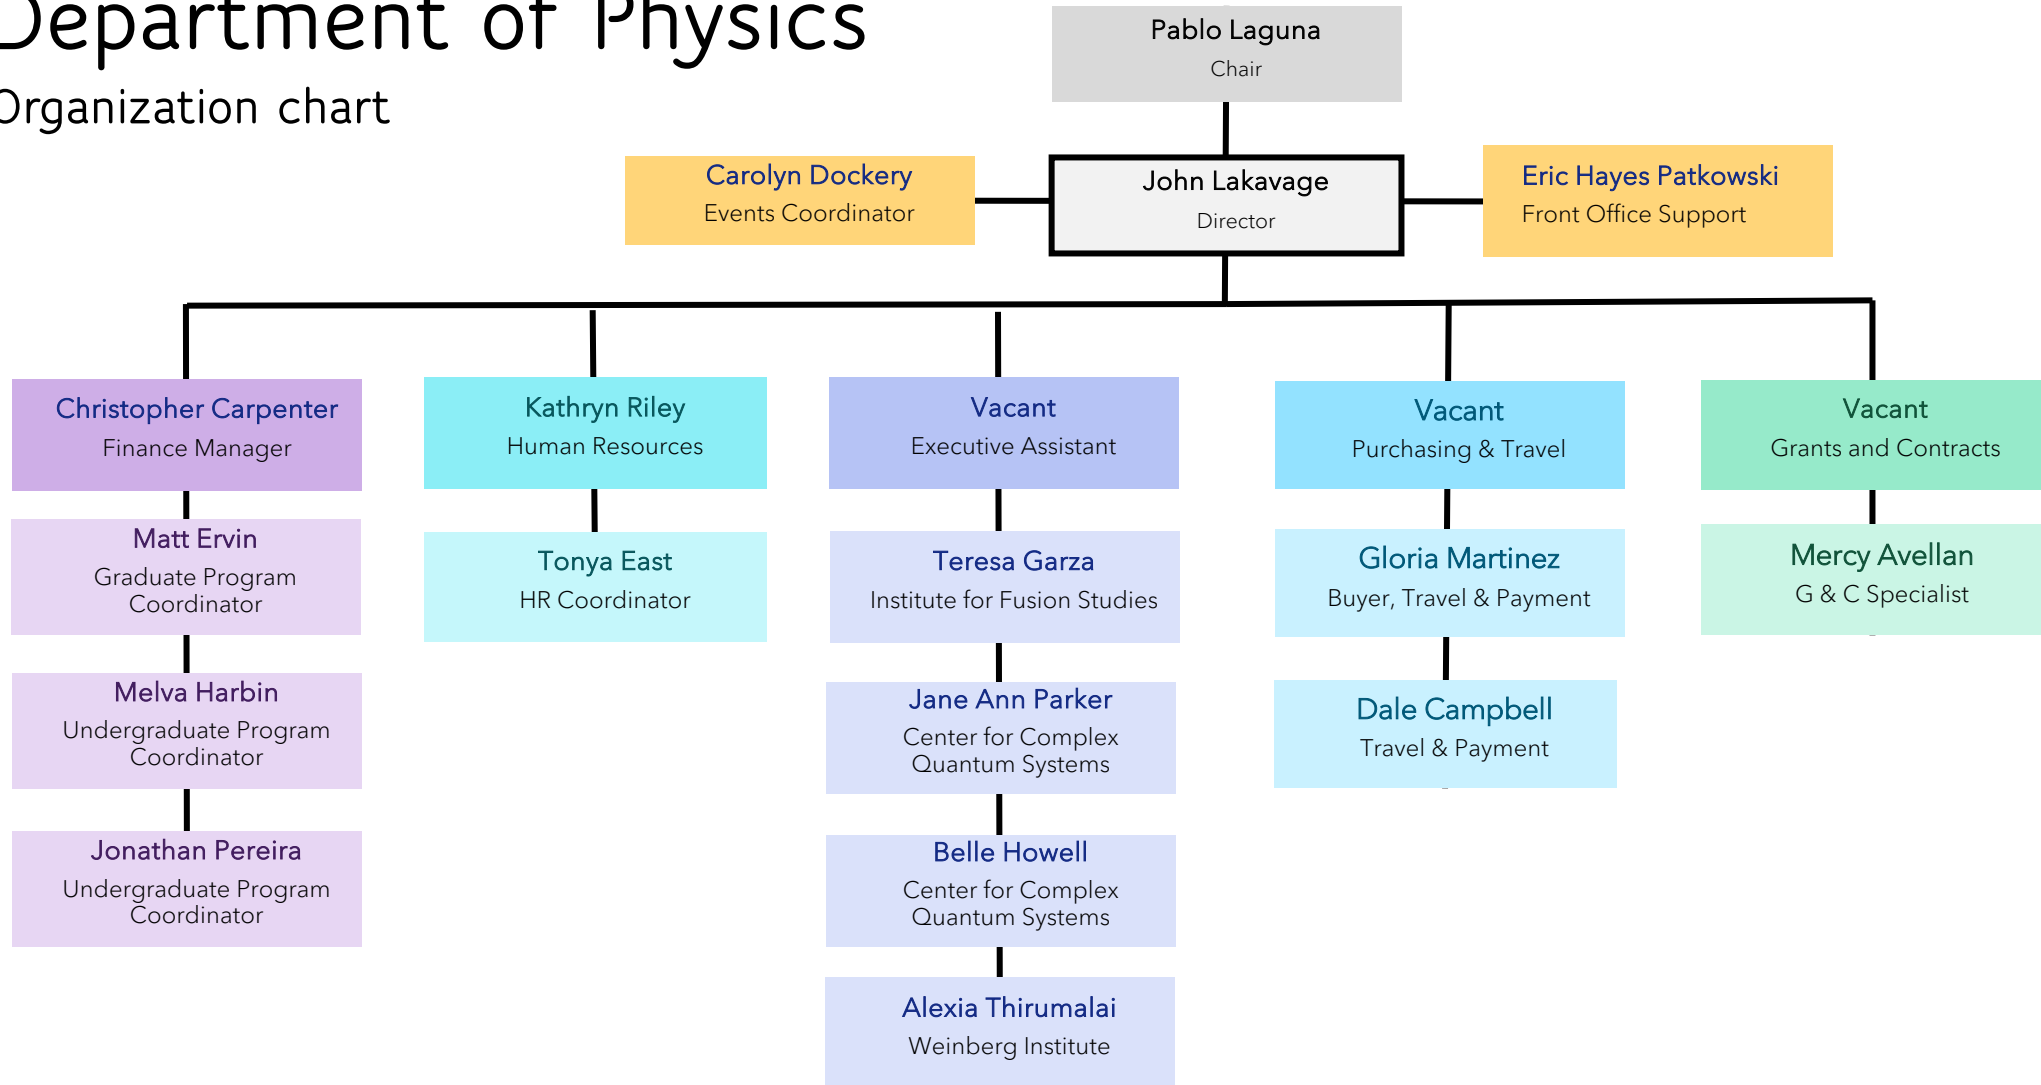 Department of Physics
Organization chart
Pablo Laguna
Chair
Carolyn Dockery
Events Coordinator
John Lakavage
Director
Eric Hayes Patkowski
Front Office Support
Christopher Carpenter
Finance Manager
Matt Ervin
Graduate Program
Coordinator
Melva Harbin
Undergraduate Program
Coordinator
Jonathan Pereira
Undergraduate Program
Coordinator
Kathryn Riley
Human Resources
Tonya East
HR Coordinator
Vacant
Executive Assistant
Teresa Garza
Institute for Fusion Studies
Jane Ann Parker
Center for Complex
Quantum Systems
Belle Howell
Center for Complex
Quantum Systems
Alexia Thirumalai
Weinberg Institute
Vacant
Purchasing & Travel
Gloria Martinez
Buyer, Travel & Payment
Dale Campbell
Travel & Payment
Vacant
Grants and Contracts
Mercy Avellan
G & C Specialist